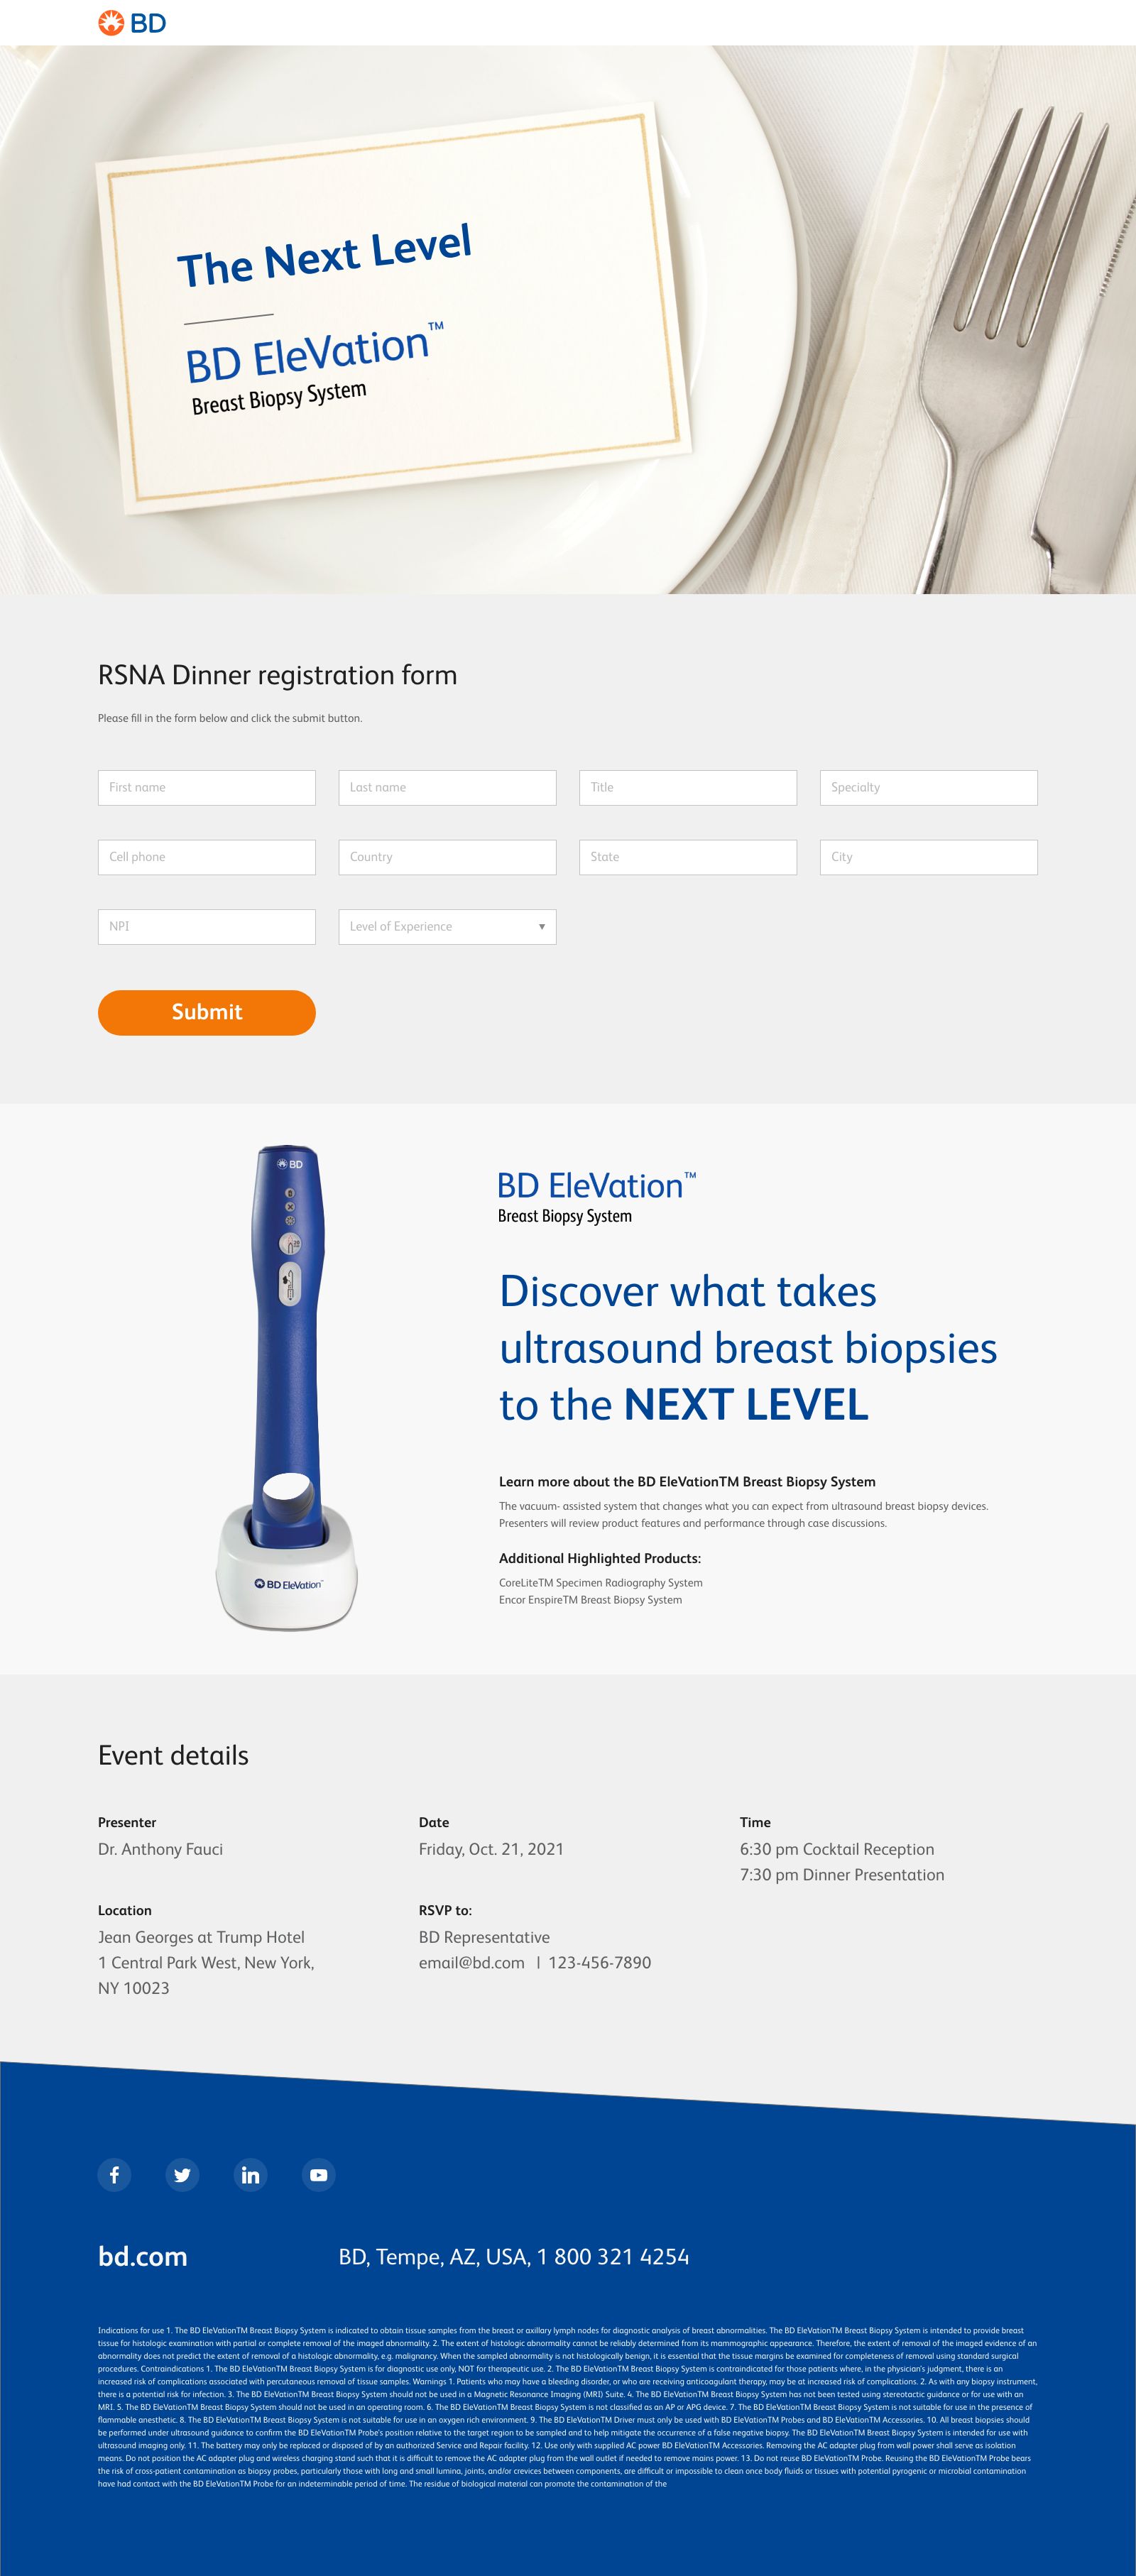 BD
The Next Level
BD EleVation™
Breast Biopsy System
RSNA Dinner registration form
Please fill in the form below and click the submit button.
First name
Last name
Title
Specialty
Cell phone
Country
State
City
NPI
Level of Experience
Submit
BD
BD EleVation™
BD EleVation™
Breast Biopsy System
Discover what takes
ultrasound breast biopsies
to the NEXT LEVEL
Learn more about the BD EleVationTM Breast Biopsy System
The vacuum- assisted system that changes what you can expect from ultrasound breast biopsy devices.
Presenters will review product features and performance through case discussions.
Additional Highlighted Products:
CoreLiteTM Specimen Radiography System
Encor EnspireTM Breast Biopsy System
Event details
Presenter
Dr. Anthony Fauci
Date
Friday, Oct. 21, 2021
Time
6:30 pm Cocktail Reception
7:30 pm Dinner Presentation
Location
Jean Georges at Trump Hotel
1 Central Park West, New York,
NY 10023
RSVP to:
BD Representative
email@bd.com | 123-456-7890
bd.com
BD, Tempe, AZ, USA, 1 800 321 4254
Indications for use 1. The BD EleVationTM Breast Biopsy System is indicated to obtain tissue samples from the breast or axillary lymph nodes for diagnostic analysis of breast abnormalities. The BD EleVationTM Breast Biopsy System is intended to provide breast
tissue for histologic examination with partial or complete removal of the imaged abnormality. 2. The extent of histologic abnormality cannot be reliably determined from its mammographic appearance. Therefore, the extent of removal of the imaged evidence of an
abnormality does not predict the extent of removal of a histologic abnormality, e.g. malignancy. When the sampled abnormality is not histologically benign, it is essential that the tissue margins be examined for completeness of removal using standard surgical
procedures. Contraindications 1. The BD EleVationTM Breast Biopsy System is for diagnostic use only, NOT for therapeutic use. 2. The BD EleVationTM Breast Biopsy System is contraindicated for those patients where, in the physician's judgment, there is an
increased risk of complications associated with percutaneous removal of tissue samples. Warnings 1. Patients who may have a bleeding disorder, or who are receiving anticoagulant therapy, may be at increased risk of complications. 2. As with any biopsy instrument,
there is a potential risk for infection. 3. The BD EleVationTM Breast Biopsy System should not be used in a Magnetic Resonance Imaging (MRI) Suite. 4. The BD EleVationTM Breast Biopsy System has not been tested using stereotactic guidance or for use with an
MRI. 5. The BD EleVationTM Breast Biopsy System should not be used in an operating room. 6. The BD EleVationTM Breast Biopsy System is not classified as an AP or APG device. 7. The BD EleVationTM Breast Biopsy System is not suitable for use in the presence of
flammable anesthetic. 8. The BD EleVationTM Breast Biopsy System is not suitable for use in an oxygen rich environment. 9. The BD EleVationTM Driver must only be used with BD EleVationTM Probes and BD EleVationTM Accessories. 10. All breast biopsies should
be performed under ultrasound guidance to confirm the BD EleVationTM Probe's position relative to the target region to be sampled and to help mitigate the occurrence of a false negative biopsy. The BD EleVationTM Breast Biopsy System is intended for use with
ultrasound imaging only. 11. The battery may only be replaced or disposed of by an authorized Service and Repair facility. 12. Use only with supplied AC power BD EleVationTM Accessories. Removing the AC adapter plug from wall power shall serve as isolation
means. Do not position the AC adapter plug and wireless charging stand such that it is difficult to remove the AC adapter plug from the wall outlet if needed to remove mains power. 13. Do not reuse BD EleVationTM Probe. Reusing the BD EleVationTM Probe bears
the risk of cross-patient contamination as biopsy probes, particularly those with long and small lumina, joints, and/or crevices between components, are difficult or impossible to clean once body fluids or tissues with potential pyrogenic or microbial contamination
have had contact with the BD EleVationTM Probe for an indeterminable period of time. The residue of biological material can promote the contamination of the